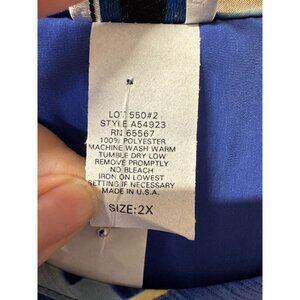 LOT 550#2
STYLE A54923
RN 65567
100% POLYESTER
MACHINE WASH WARM
TUMBLE DRY LOW
REMOVE PROMPTLY
NO BLEACH
IRON ON LOWEST
SETTING IF NECESSARY
MADE IN U.S.A.
SIZE: 2X